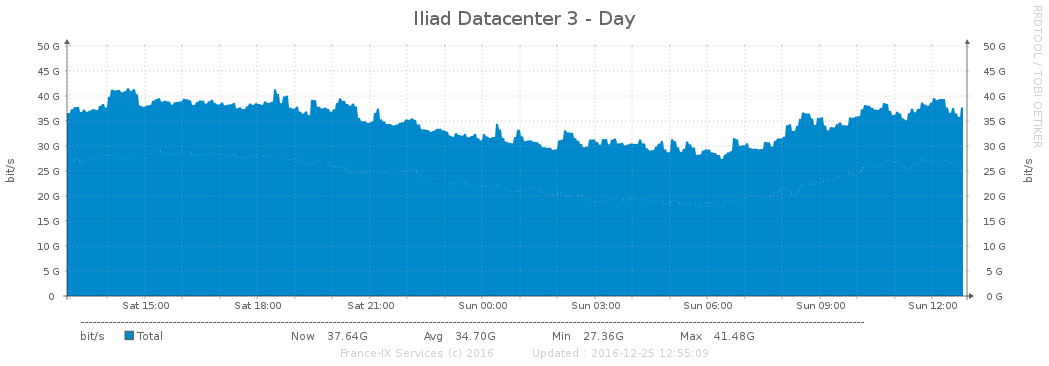 Iliad Datacenter 3 - Day
RRDTOOL / TOBI OETIKER
50 G 50 G
45 G 45 G
40 G 40 G
35 G 35 G
30 G 30 G
25 G 25 G
20 G 20 G
15 G 15 G
10 G 10 G
5 G 5 G
0 0 G
bit/s bit/s
Sat 15:00 Sat 18:00 Sat 21:00 Sun 00:00 Sun 03:00 Sun 06:00 Sun 09:00 Sun 12:00
bit/s Total Now 37.64G Avg 34.70G Min 27.36G Max 41.48G
France-IX Services (c) 2016 Updated : 2016-12-25 12:55:09